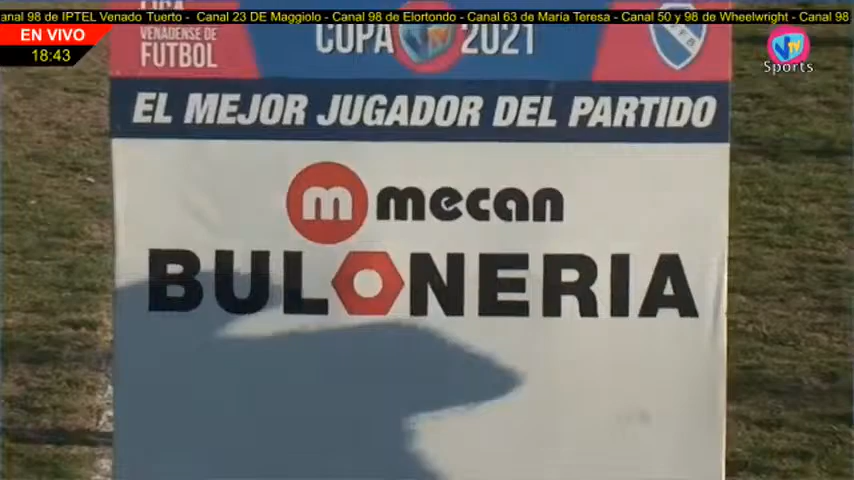 anal 98 de IPTEL Venado Tuerto - Canal 23 DE Maggiolo - Canal 98 de Elortondo - Canal 63 de María Teresa - Canal 50 y 98 de Wheelwright - Canal 98
EN VIVO
18:43
Sports
LIGA
VENADENSE DE
FUTBOL
COPA 2021
EL MEJOR JUGADOR DEL PARTIDO
m mecan
BULONERIA